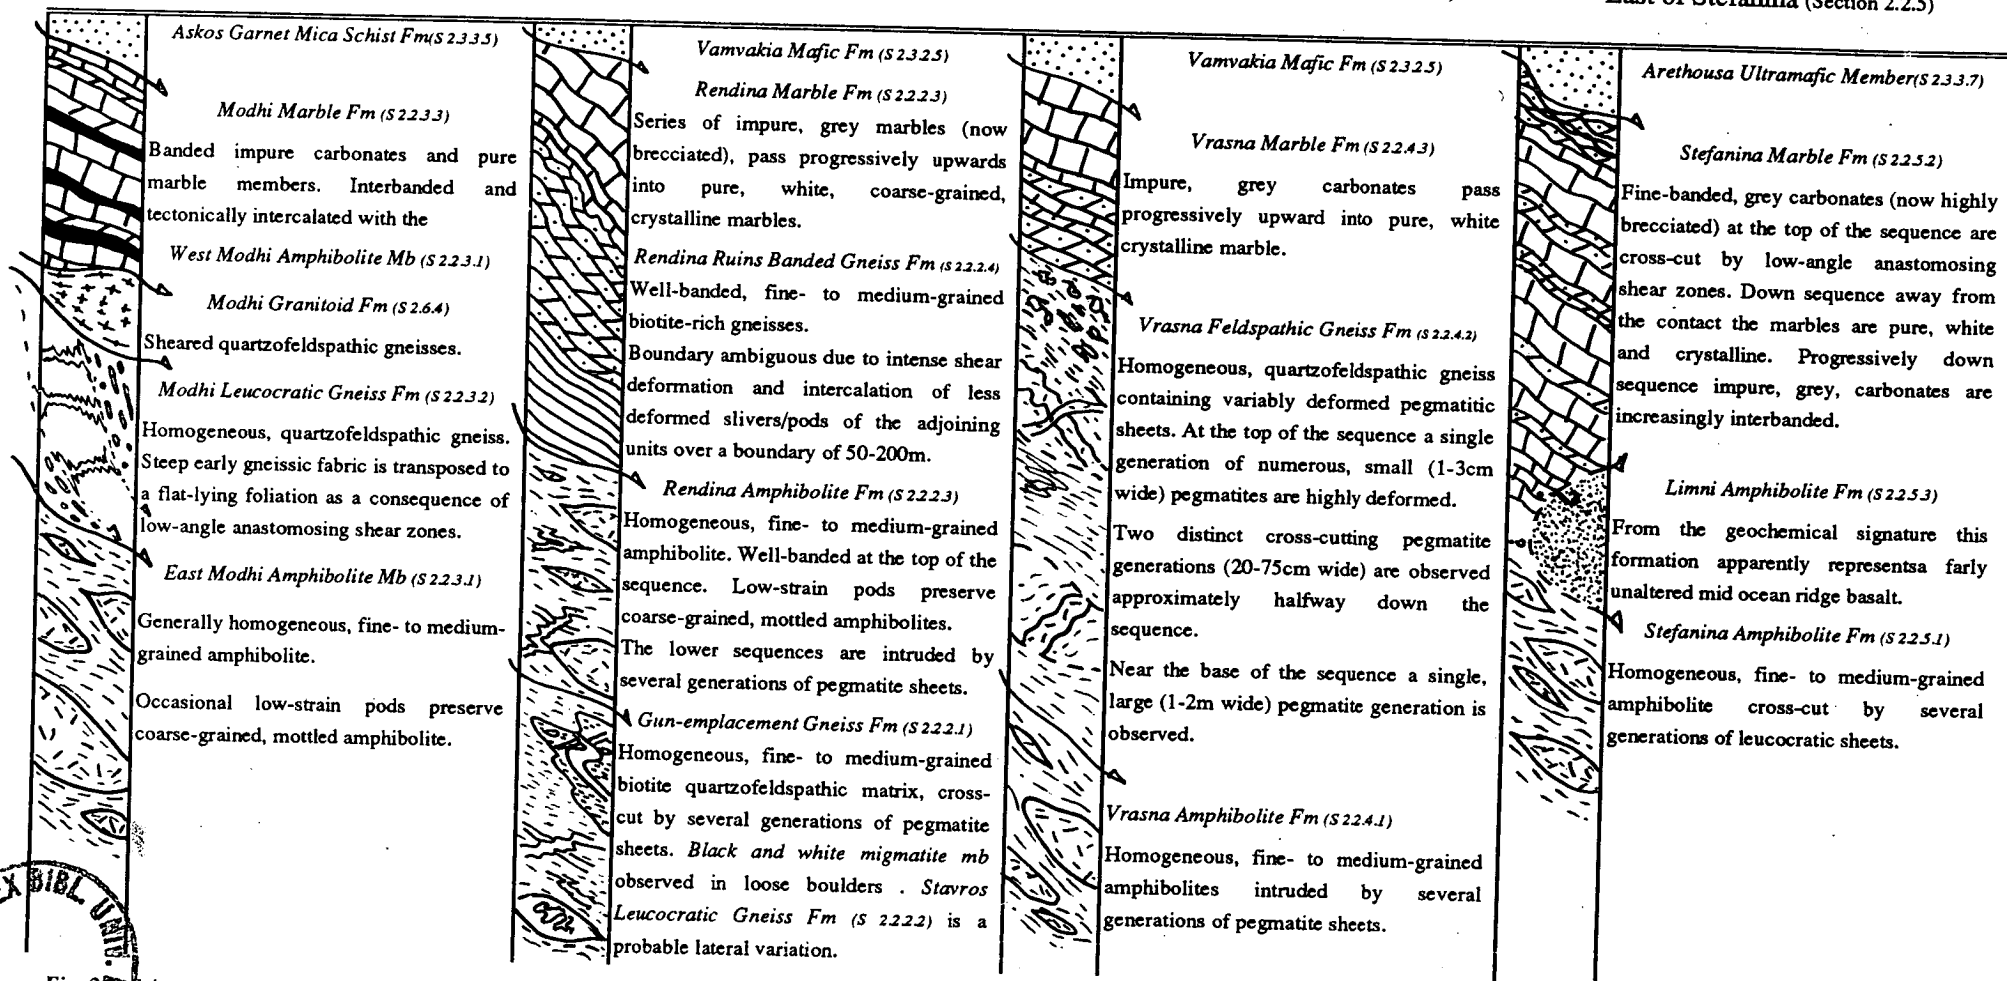 East of Stefanina (Section 2.2.5)
Askos Garnet Mica Schist Fm(S 2.3.3.5)
Modhi Marble Fm (S 2.2.3.3)
Banded impure carbonates and pure
marble members. Interbanded and
tectonically intercalated with the
West Modhi Amphibolite Mb (S 2.2.3.1)
Modhi Granitoid Fm (S 2.6.4)
Sheared quartzofeldspathic gneisses.
Modhi Leucocratic Gneiss Fm (S 2.2.3.2)
Homogeneous, quartzofeldspathic gneiss.
Steep early gneissic fabric is transposed to
a flat-lying foliation as a consequence of
low-angle anastomosing shear zones.
East Modhi Amphibolite Mb (S 2.2.3.1)
Generally homogeneous, fine- to medium-
grained amphibolite.
Occasional low-strain pods preserve
coarse-grained, mottled amphibolite.
Vamvakia Mafic Fm (S 2.3.2.5)
Rendina Marble Fm (S 2.2.2.3)
Series of impure, grey marbles (now
brecciated), pass progressively upwards
into pure, white, coarse-grained,
crystalline marbles.
Rendina Ruins Banded Gneiss Fm (S 2.2.2.4)
Well-banded, fine- to medium-grained
biotite-rich gneisses.
Boundary ambiguous due to intense shear
deformation and intercalation of less
deformed slivers/pods of the adjoining
units over a boundary of 50-200m.
Rendina Amphibolite Fm (S 2.2.2.3)
Homogeneous, fine- to medium-grained
amphibolite. Well-banded at the top of the
sequence. Low-strain pods preserve
coarse-grained, mottled amphibolites.
The lower sequences are intruded by
several generations of pegmatite sheets.
Gun-emplacement Gneiss Fm (S 2.2.2.1)
Homogeneous, fine- to medium-grained
biotite quartzofeldspathic matrix, cross-
cut by several generations of pegmatite
sheets. Black and white migmatite mb
observed in loose boulders . Stavros
Leucocratic Gneiss Fm (S 2.2.2.2) is a
probable lateral variation.
Vamvakia Mafic Fm (S 2.3.2.5)
Vrasna Marble Fm (S 2.2.4.3)
Impure, grey carbonates pass
progressively upward into pure, white
crystalline marble.
Vrasna Feldspathic Gneiss Fm (S 2.2.4.2)
Homogeneous, quartzofeldspathic gneiss
containing variably deformed pegmatitic
sheets. At the top of the sequence a single
generation of numerous, small (1-3cm
wide) pegmatites are highly deformed.
Two distinct cross-cutting pegmatite
generations (20-75cm wide) are observed
approximately halfway down the
sequence.
Near the base of the sequence a single,
large (1-2m wide) pegmatite generation is
observed.
Vrasna Amphibolite Fm (S 2.2.4.1)
Homogeneous, fine- to medium-grained
amphibolites intruded by several
generations of pegmatite sheets.
Arethousa Ultramafic Member(S 2.3.3.7)
Stefanina Marble Fm (S 2.2.5.2)
Fine-banded, grey carbonates (now highly
brecciated) at the top of the sequence are
cross-cut by low-angle anastomosing
shear zones. Down sequence away from
the contact the marbles are pure, white
and crystalline. Progressively down
sequence impure, grey, carbonates are
increasingly interbanded.
Limni Amphibolite Fm (S 2.2.5.3)
From the geochemical signature this
formation apparently representsa farly
unaltered mid ocean ridge basalt.
Stefanina Amphibolite Fm (S 2.2.5.1)
Homogeneous, fine- to medium-grained
amphibolite cross-cut by several
generations of leucocratic sheets.
BIBL. UNIV.